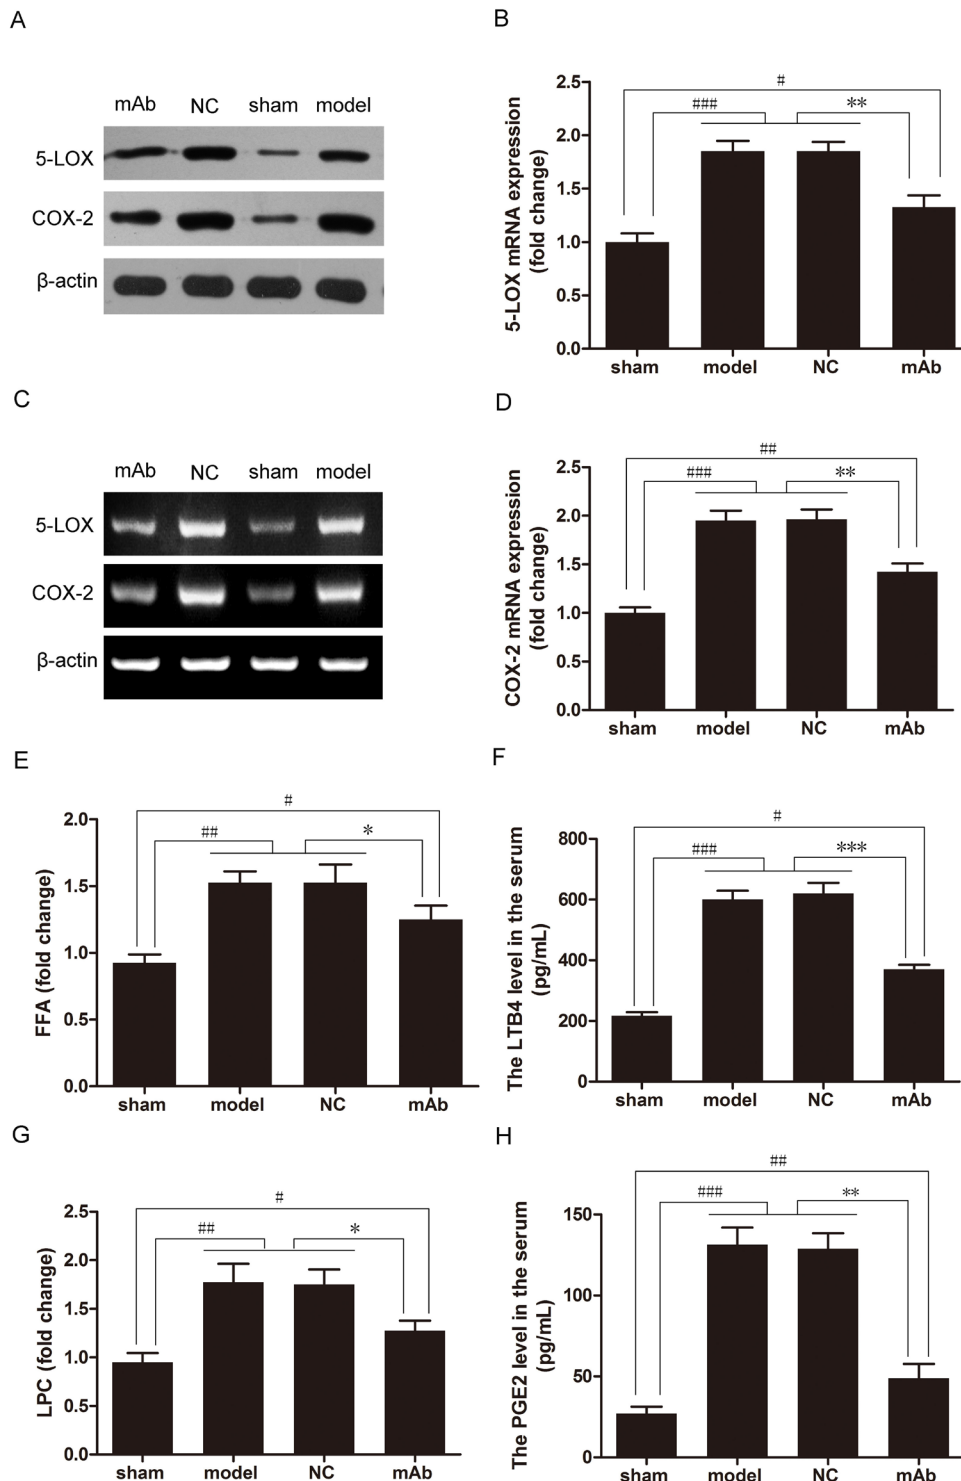 A
mAb NC sham model
5-LOX
COX-2
β-actin
B
5-LOX mRNA expression
(fold change)
2.5
2.0
1.5
1.0
0.5
0.0
#
###
**
sham model NC mAb
C
mAb NC sham model
5-LOX
COX-2
β-actin
D
COX-2 mRNA expression
(fold change)
2.5
2.0
1.5
1.0
0.5
0.0
##
###
**
sham model NC mAb
E
FFA (fold change)
2.0
1.5
1.0
0.5
0.0
#
##
*
sham model NC mAb
F
The LTB4 level in the serum
(pg/mL)
800
600
400
200
0
#
###
***
sham model NC mAb
G
LPC (fold change)
2.5
2.0
1.5
1.0
0.5
0.0
#
##
*
sham model NC mAb
H
The PGE2 level in the serum
(pg/mL)
150
100
50
0
##
###
**
sham model NC mAb